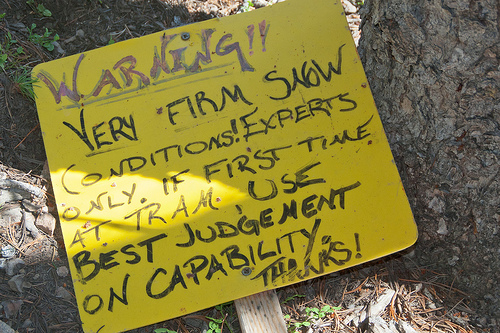 WARNING!!
VERY FIRM SNOW
CONDITIONS! EXPERTS
ONLY. IF FIRST TIME
AT TRAM. USE
BEST JUDGEMENT
ON CAPABILITY.
THANKS!